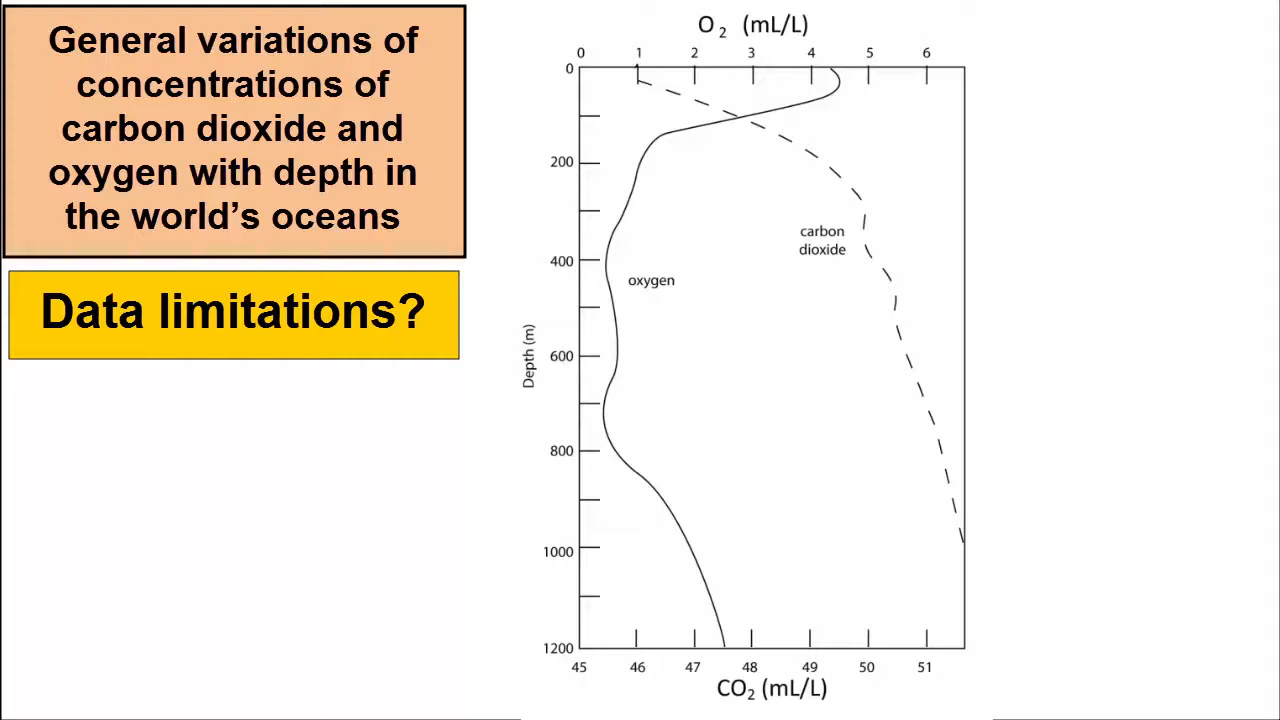 General variations of
concentrations of
carbon dioxide and
oxygen with depth in
the world's oceans
Data limitations?
O₂ (mL/L)
0 1 2 3 4 5 6
0
200
400
600
800
1000
1200
Depth (m)
carbon
dioxide
oxygen
45 46 47 48 49 50 51
CO₂ (mL/L)